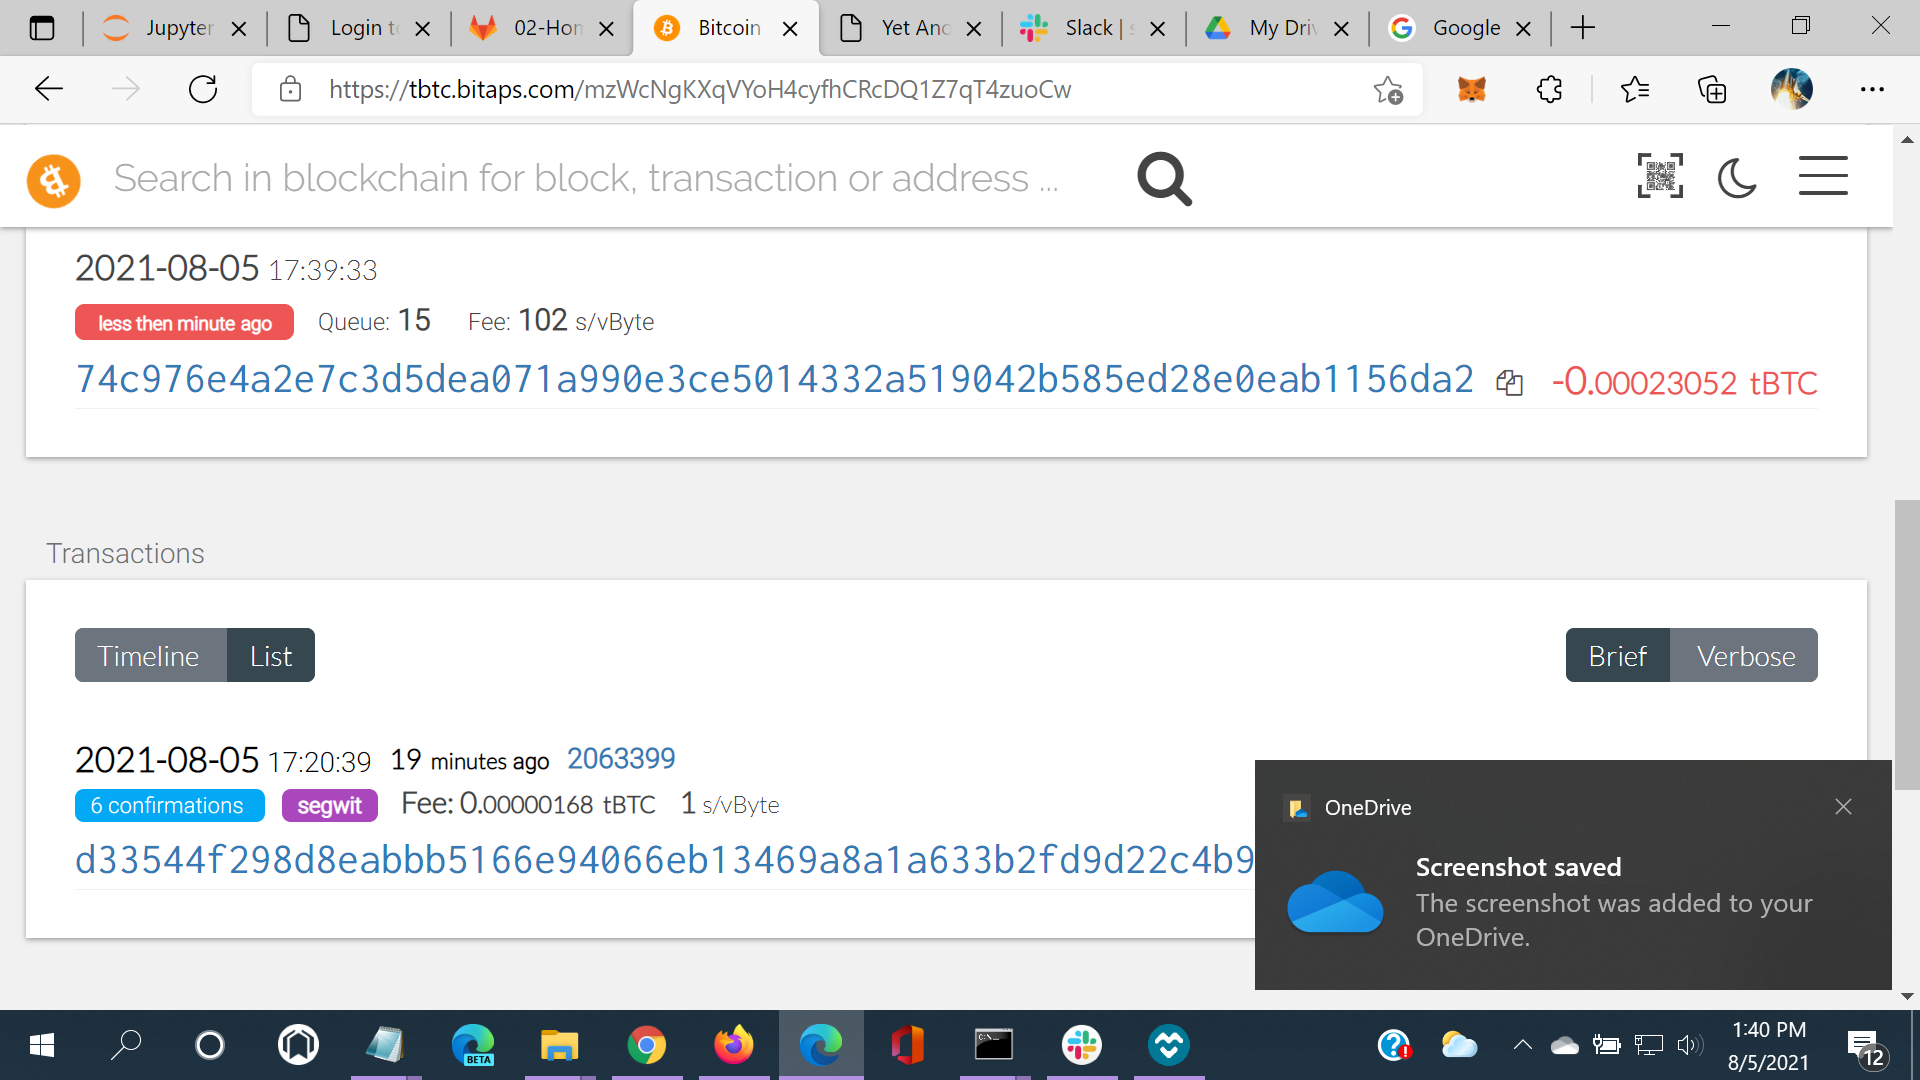 Jupyter
Login to
02-Hon
Bitcoin
Yet Anc
Slack | s
My Driv
Google
https://tbtc.bitaps.com/mzWcNgKXqVYoH4cyfhCRcDQ1Z7qT4zuoCw
Search in blockchain for block, transaction or address ...
2021-08-05 17:39:33
less then minute ago Queue: 15 Fee: 102 s/vByte
74c976e4a2e7c3d5dea071a990e3ce5014332a519042b585ed28e0eab1156da2 -0.00023052 tBTC
Transactions
Timeline List Brief Verbose
2021-08-05 17:20:39 19 minutes ago 2063399
6 confirmations segwit Fee: 0.00000168 tBTC 1 s/vByte
d33544f298d8eabbb5166e94066eb13469a8a1a633b2fd9d22c4b9
OneDrive
Screenshot saved
The screenshot was added to your
OneDrive.
BETA
C:\_
1:40 PM
8/5/2021
12